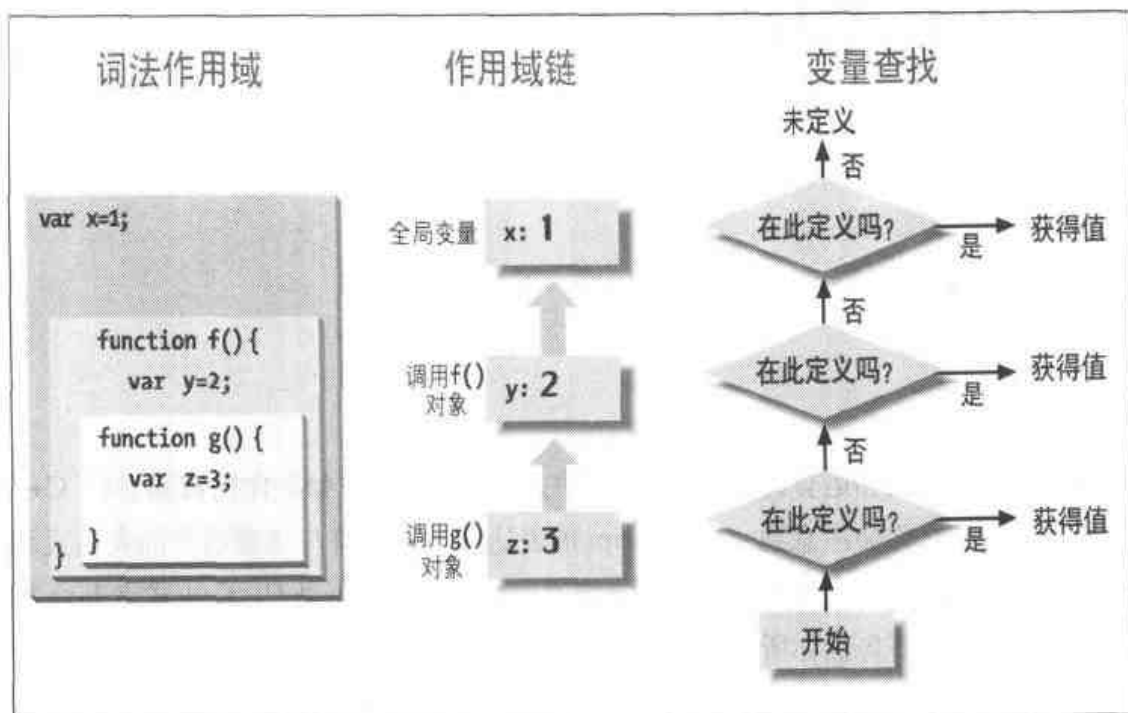 词法作用域
作用域链
变量查找
var x=1;
function f(){
var y=2;
function g(){
var z=3;
}
}
全局变量
x: 1
调用f()
对象
y: 2
调用g()
对象
z: 3
未定义
否
在此定义吗?
是
获得值
否
在此定义吗?
是
获得值
否
在此定义吗?
是
获得值
开始